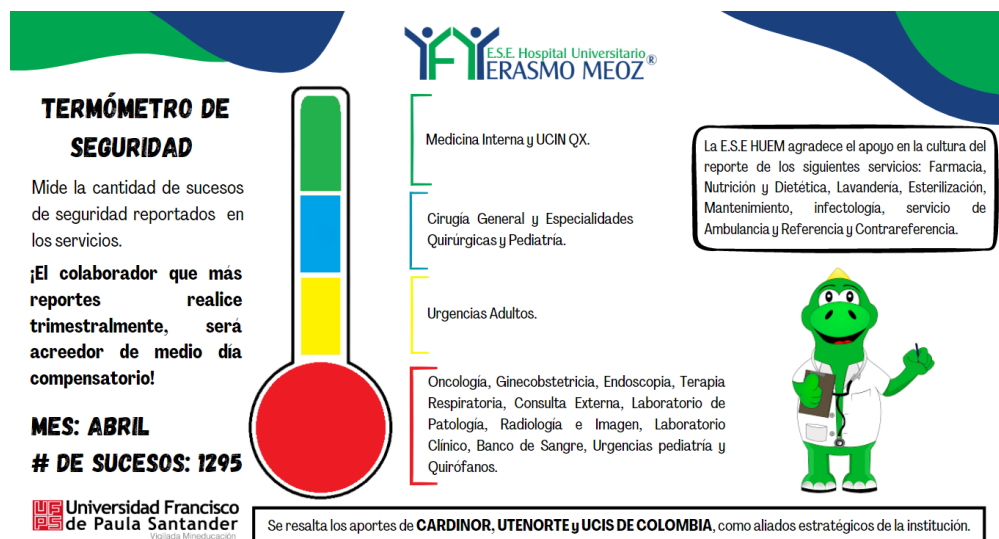 E.S.E. Hospital Universitario
ERASMO MEOZ®
TERMÓMETRO DE
SEGURIDAD
Mide la cantidad de sucesos
de seguridad reportados en
los servicios.
¡El colaborador que más
reportes realice
trimestralmente, será
acreedor de medio día
compensatorio!
MES: ABRIL
# DE SUCESOS: 1295
Medicina Interna y UCIN QX.
Cirugía General y Especialidades
Quirúrgicas y Pediatría.
Urgencias Adultos.
Oncología, Ginecobstetricia, Endoscopia, Terapia
Respiratoria, Consulta Externa, Laboratorio de
Patología, Radiología e Imagen, Laboratorio
Clínico, Banco de Sangre, Urgencias pediatría y
Quirófanos.
La E.S.E HUEM agradece el apoyo en la cultura del
reporte de los siguientes servicios: Farmacia,
Nutrición y Dietética, Lavandería, Esterilización,
Mantenimiento, infectología, servicio de
Ambulancia y Referencia y Contrareferencia.
UFPS
Universidad Francisco
de Paula Santander
Vigilada Mineducación
Se resalta los aportes de CARDINOR, UTENORTE y UCIS DE COLOMBIA, como aliados estratégicos de la institución.